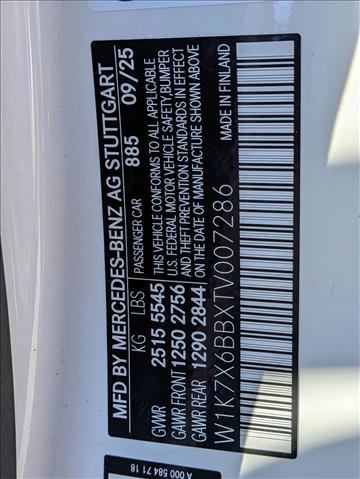 MFD BY MERCEDES-BENZ AG STUTTGART
885 09/25
KG LBS PASSENGER CAR
GVWR 2515 5545
GAWR FRONT 1250 2756
GAWR REAR 1290 2844
THIS VEHICLE CONFORMS TO ALL APPLICABLE
U.S. FEDERAL MOTOR VEHICLE SAFETY,BUMPER
AND THEFT PREVENTION STANDARDS IN EFFECT
ON THE DATE OF MANUFACTURE SHOWN ABOVE
MADE IN FINLAND
W1K7X6BBXTV007286
A 000 584 71 18